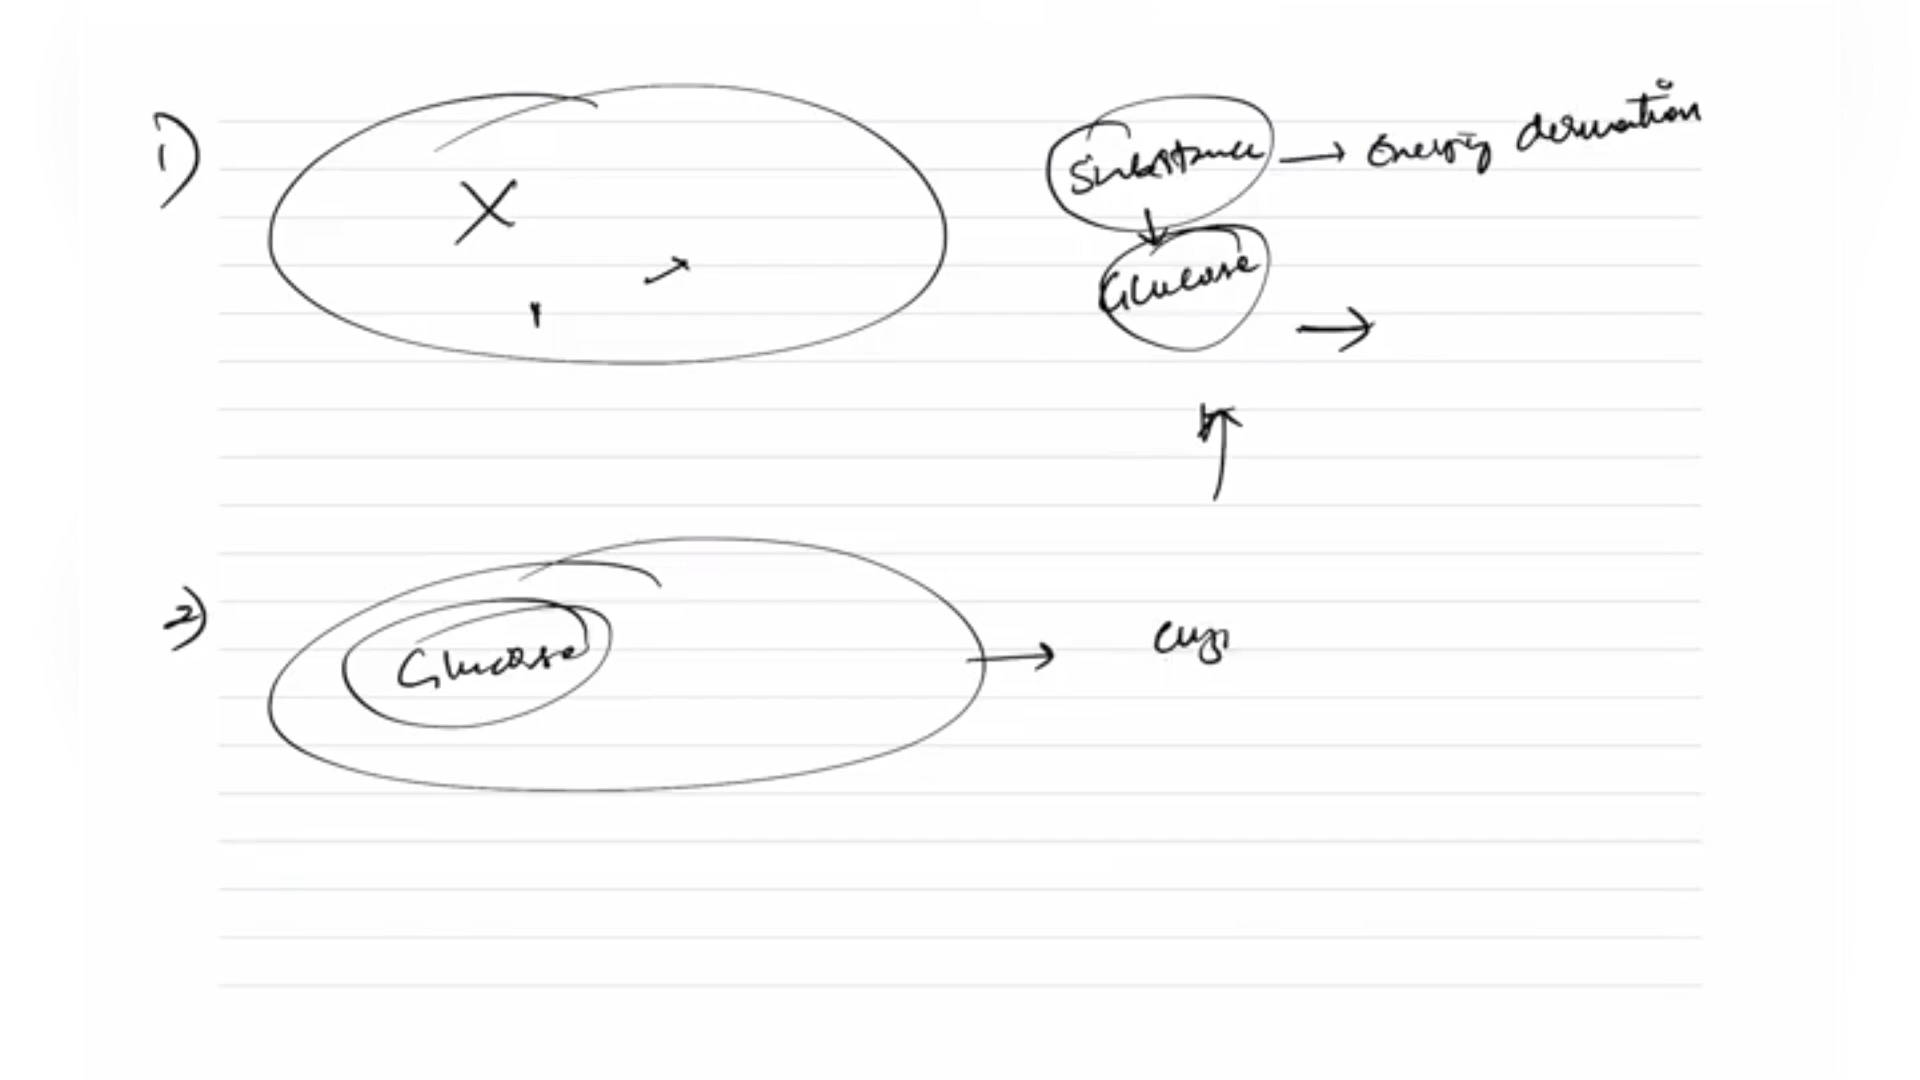 1)
X
Substance → Energy derivation
Glucose →
2)
Glucose →